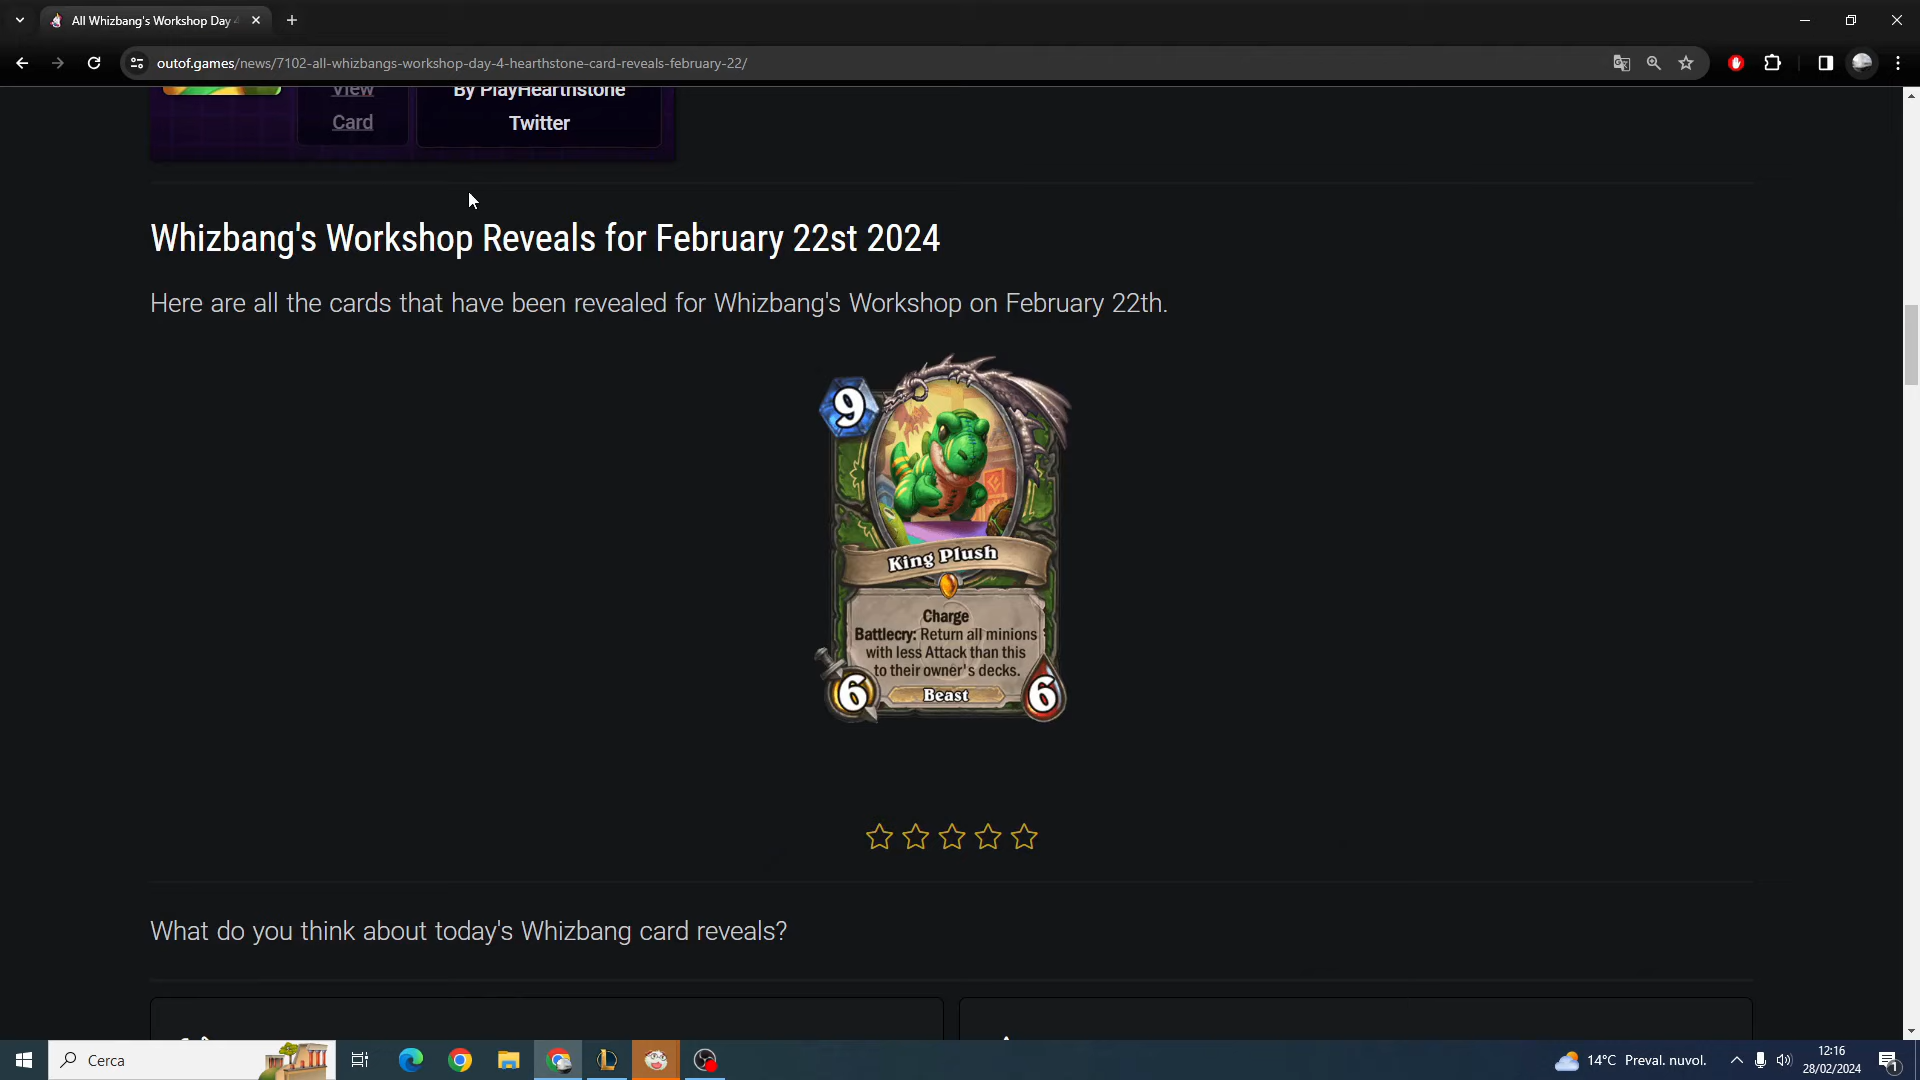 All Whizbang's Workshop Day
outof.games/news/7102-all-whizbangs-workshop-day-4-hearthstone-card-reveals-february-22/
View
Card
By PlayHearthstone
Twitter
Whizbang's Workshop Reveals for February 22st 2024
Here are all the cards that have been revealed for Whizbang's Workshop on February 22th.
9
King Plush
Charge
Battlecry: Return all minions
with less Attack than this
to their owner's decks.
6
Beast
6
What do you think about today's Whizbang card reveals?
Cerca
14°C Preval. nuvol.
12:16
28/02/2024
1